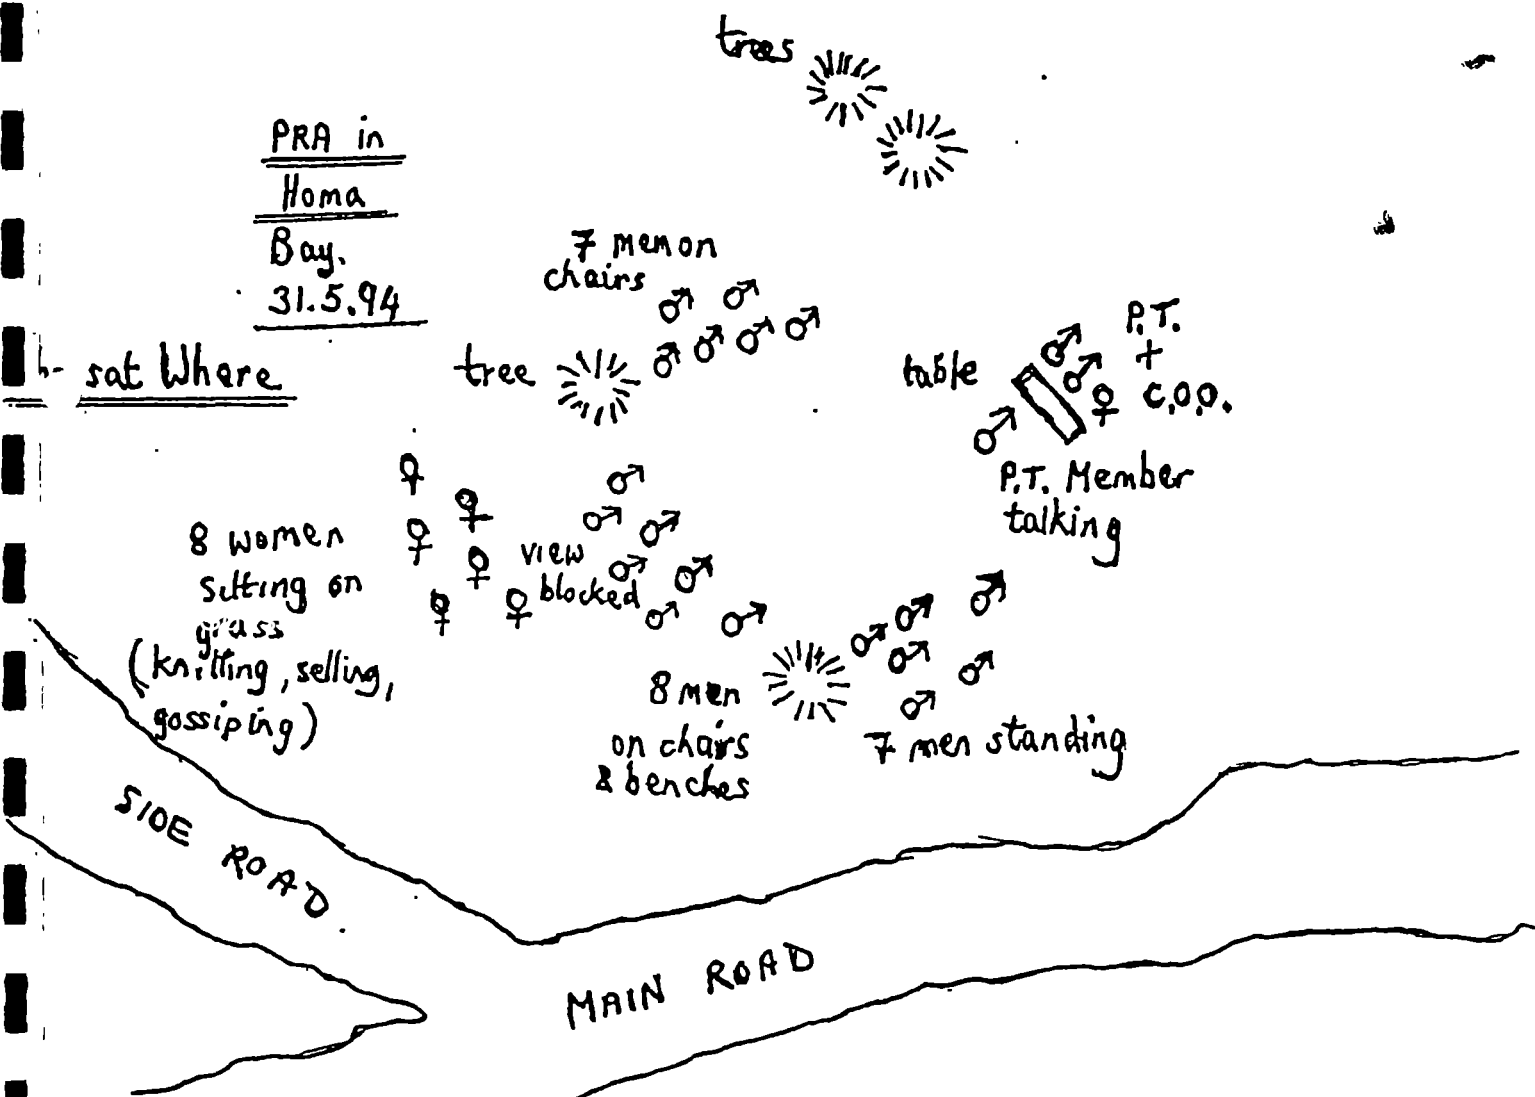 trees
PRA in
Homa
Bay.
31.5.94
sat Where
7 men on
chairs
tree
table
P.T.
+
C.O.O.
P.T. Member
talking
8 women
sitting on
grass
(knitting, selling,
gossiping)
view
blocked
8 men
on chairs
& benches
7 men standing
SIDE ROAD
MAIN ROAD